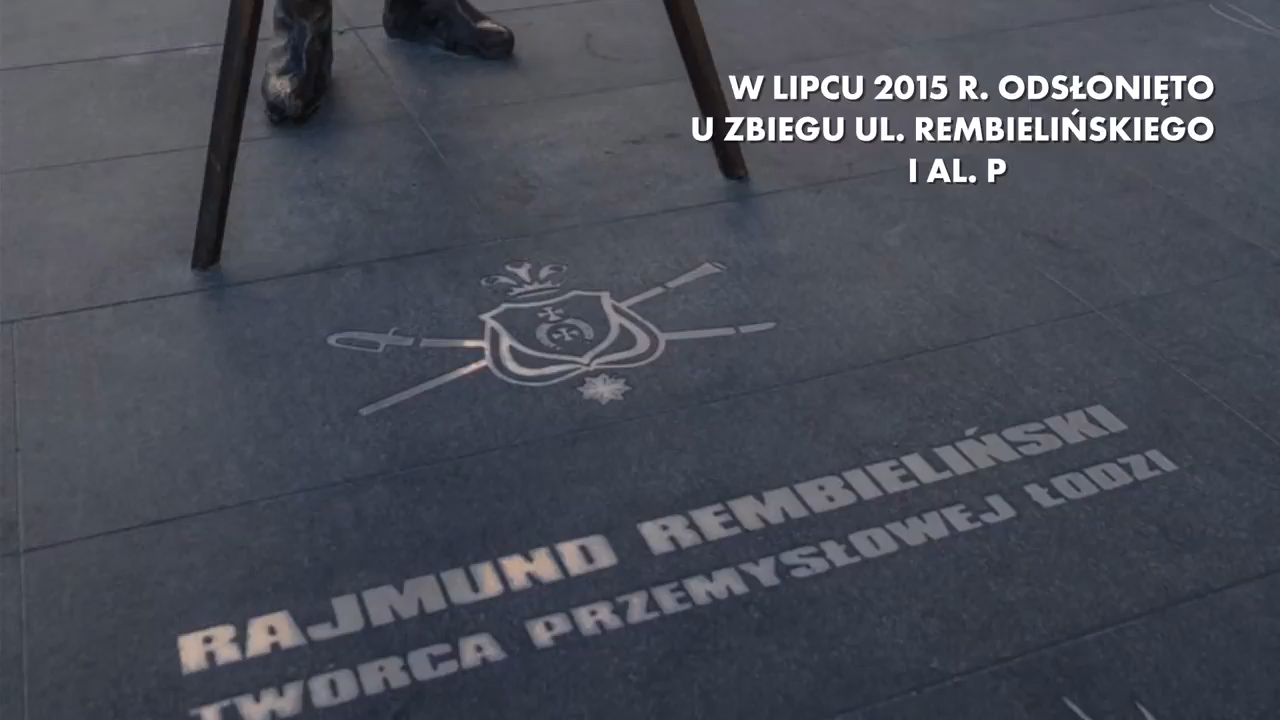 W LIPCU 2015 R. ODSŁONIĘTO
U ZBIEGU UL. REMBIELIŃSKIEGO
I AL. P
RAJMUND REMBIELIŃSKI
TWÓRCA PRZEMYSŁOWEJ ŁODZI